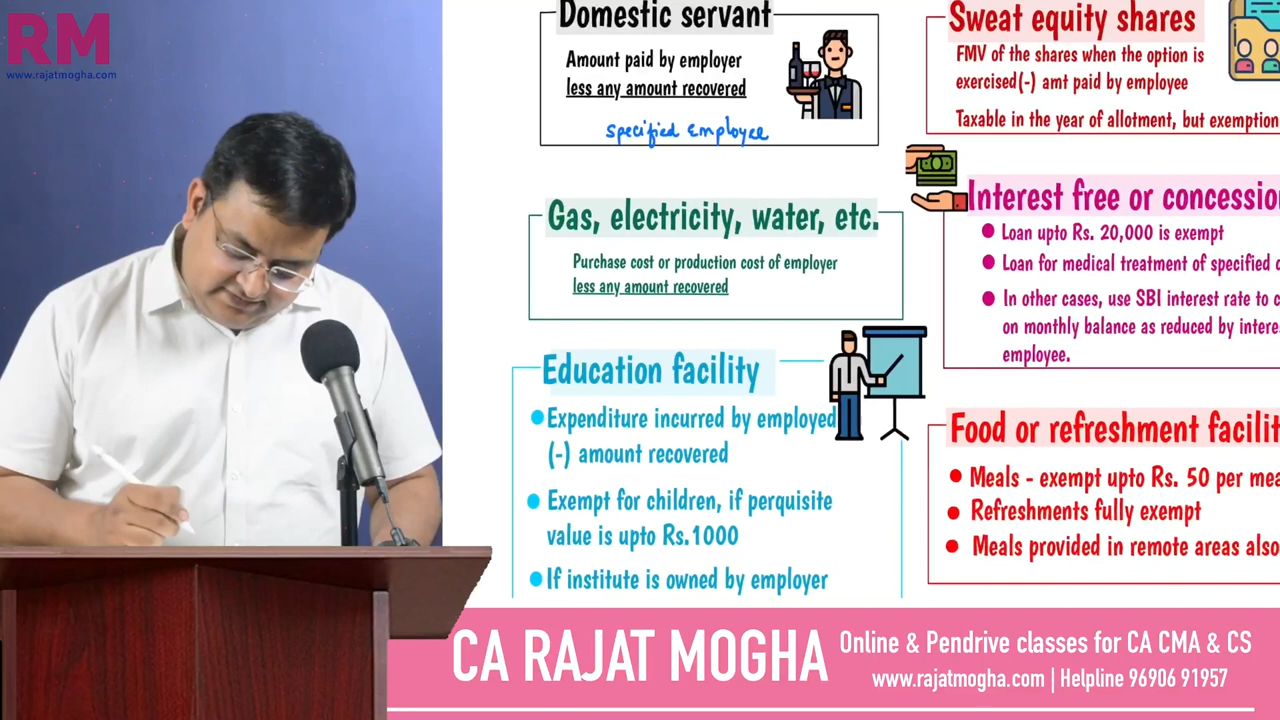 RM
www.rajatmogha.com
Domestic servant
Amount paid by employer
less any amount recovered
Specified Employee
Gas, electricity, water, etc.
Purchase cost or production cost of employer
less any amount recovered
Education facility
Expenditure incurred by employed
(-) amount recovered
Exempt for children, if perquisite
value is upto Rs.1000
If institute is owned by employer
Sweat equity shares
FMV of the shares when the option is
exercised(-) amt paid by employee
Taxable in the year of allotment, but exemption
Interest free or
Loan upto Rs. 20,000 is exempt
Loan for medical treatment of specified
In other cases, use SBI interest rate to
on monthly balance as reduced by
employee.
Food or refreshment
Meals - exempt upto Rs. 50 per
Refreshments fully exempt
Meals provided in remote areas also
CA RAJAT MOGHA
Online & Pendrive classes for CA CMA & CS
www.rajatmogha.com | Helpline 96906 91957